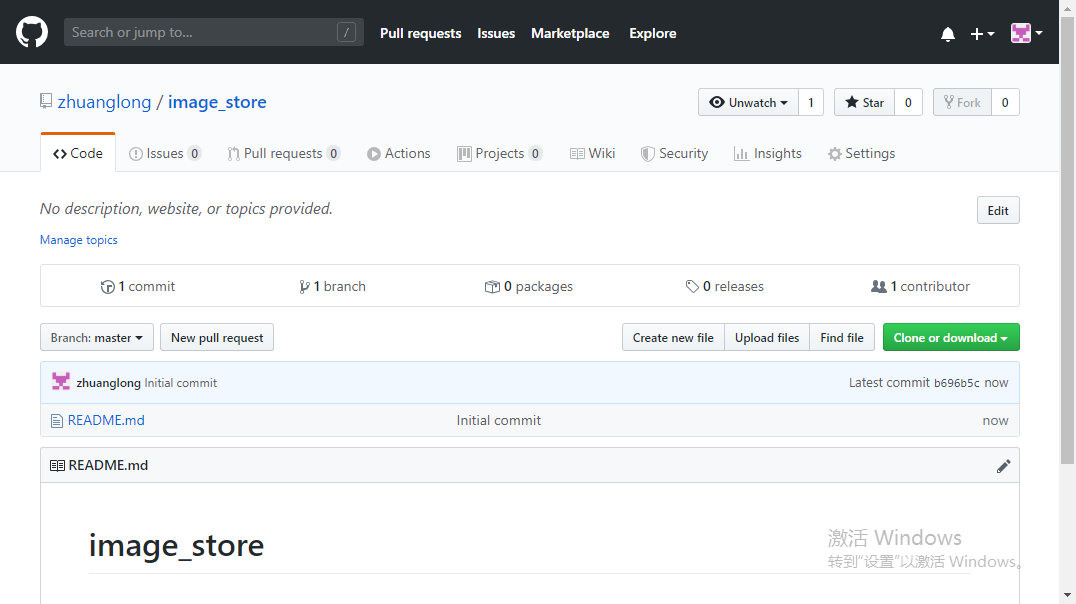 Search or jump to... / Pull requests Issues Marketplace Explore
zhuanglong / image_store Unwatch 1 Star 0 Fork 0
Code Issues 0 Pull requests 0 Actions Projects 0 Wiki Security Insights Settings
No description, website, or topics provided. Edit
Manage topics
1 commit 1 branch 0 packages 0 releases 1 contributor
Branch: master New pull request Create new file Upload files Find file Clone or download
zhuanglong Initial commit Latest commit b696b5c now
README.md Initial commit now
README.md
image_store
激活 Windows
转到“设置”以激活 Windows。